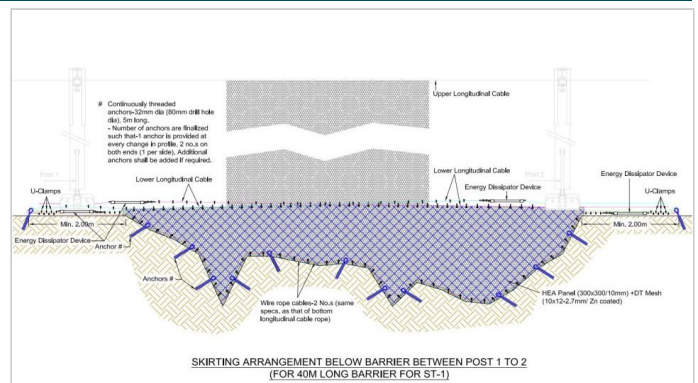 Upper Longitudinal Cable
# Continuously threaded
anchors-32mm dia (80mm drill hole
dia), 5m long.
- Number of anchors are finalized
such that-1 anchor is provided at
every change in profile, 2 no.s on
both ends (1 per side). Additional
anchors shall be added if required.
Post 1
Post 2
Lower Longitudinal Cable
Lower Longitudinal Cable
Energy Dissipator Device
Energy Dissipator Device
U-Clamps
U-Clamps
Min. 2.00m
Min. 2.00m
Energy Dissipator Device
Anchor #
Anchors #
Wire rope cables-2 No.s (same
specs, as that of bottom
longitudinal cable rope)
HEA Panel (300x300/10mm) +DT Mesh
(10x12-2.7mm/ Zn coated)
SKIRTING ARRANGEMENT BELOW BARRIER BETWEEN POST 1 TO 2
(FOR 40M LONG BARRIER FOR ST-1)